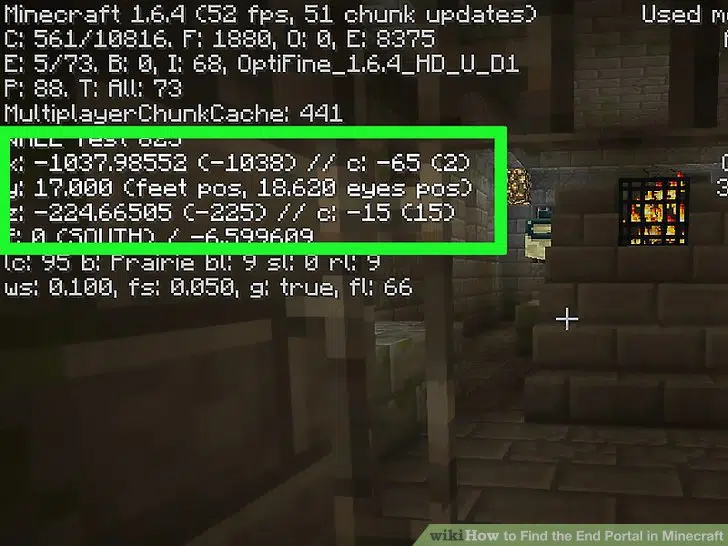 Minecraft 1.6.4 (52 fps, 51 chunk updates)
Used
C: 561/10816. F: 1880, O: 0, E: 8375
E: 5/73. B: 0, I: 68, OptiFine_1.6.4_HD_U_D1
P: 88. T: All: 73
MultiplayerChunkCache: 441
x: -1037.98552 (-1038) // c: -65 (2)
y: 17.000 (feet pos, 18.620 eyes pos)
z: -224.66505 (-225) // c: -15 (15)
f: 0 (SOUTH) / -6.599609
lc: 95 b: Prairie bl: 9 sl: 0 rl: 9
ws: 0.100, fs: 0.050, g: true, fl: 66
wikiHow to Find the End Portal in Minecraft